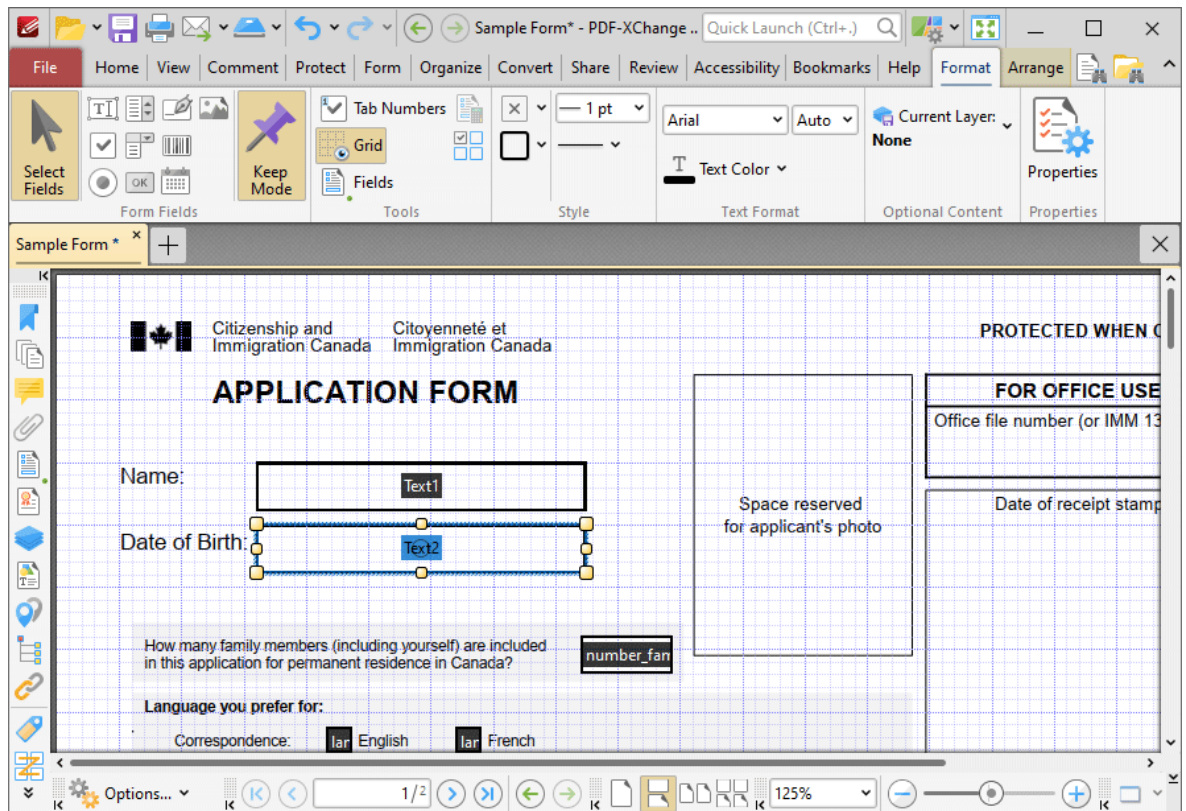 Sample Form* - PDF-XChange ..
Quick Launch (Ctrl+.)
File
Home
View
Comment
Protect
Form
Organize
Convert
Share
Review
Accessibility
Bookmarks
Help
Format
Arrange
Select
Fields
OK
Form Fields
Keep
Mode
Tab Numbers
Grid
Fields
Tools
1 pt
Style
Arial
Auto
Text Color
Text Format
Current Layer:
None
Optional Content
Properties
Properties
Sample Form *
Citizenship and
Immigration Canada
Citoyenneté et
Immigration Canada
PROTECTED WHEN
APPLICATION FORM
FOR OFFICE USE
Office file number (or IMM 13
Name:
Text1
Date of Birth:
Text2
Space reserved
for applicant's photo
Date of receipt stamp
How many family members (including yourself) are included
in this application for permanent residence in Canada?
number_fam
Language you prefer for:
Correspondence:
lar English
lar French
Options...
1/2
125%